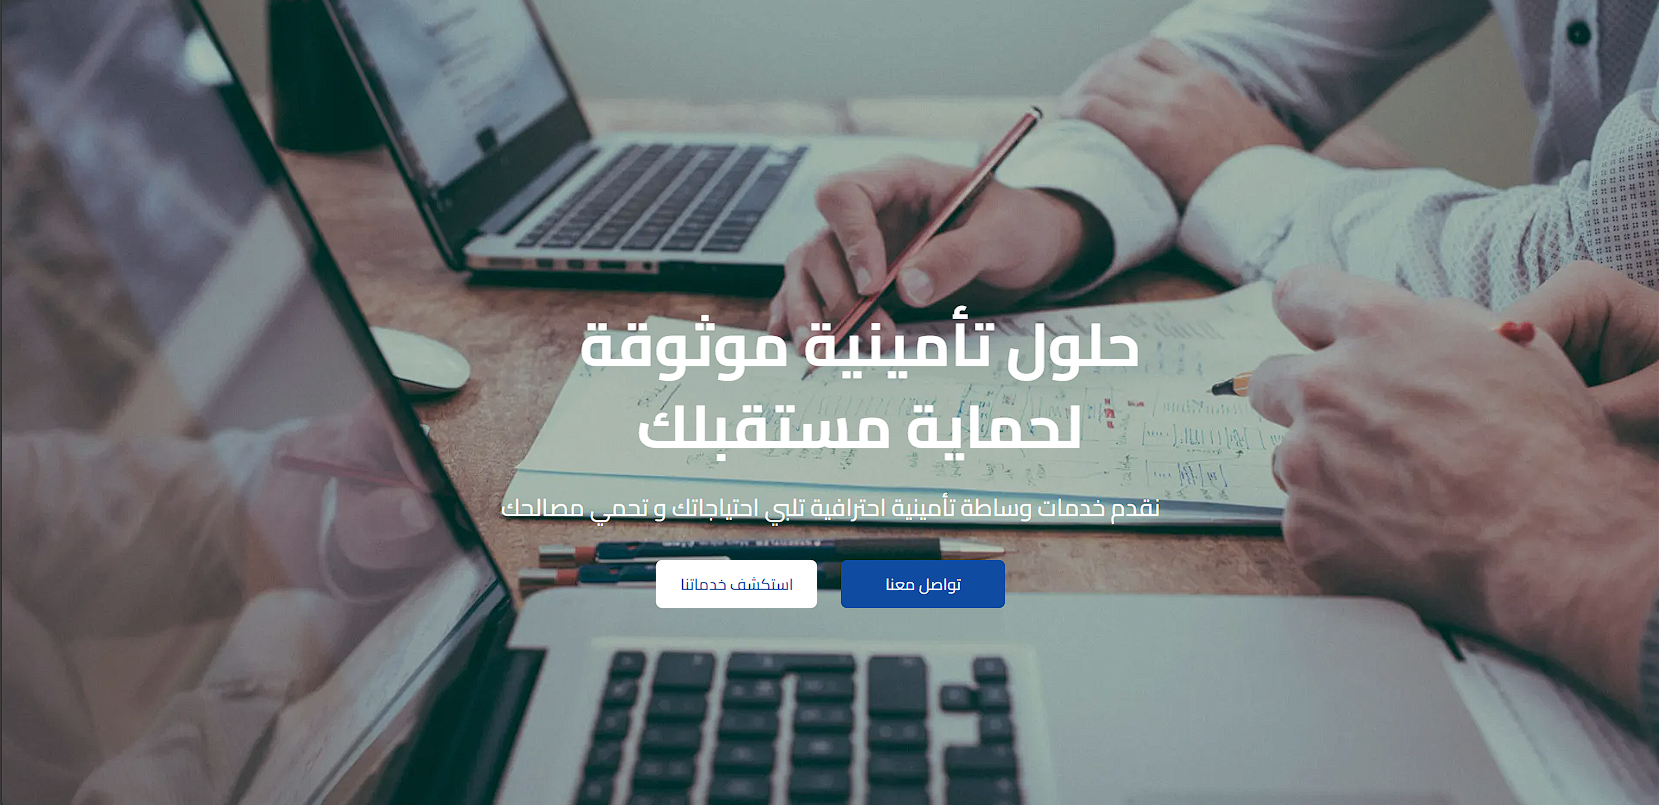 حلول تأمينية موثوقة
لحماية مستقبلك
نقدم خدمات وساطة تأمينية احترافية تلبي احتياجاتك و تحمي مصالحك
تواصل معنا
استكشف خدماتنا